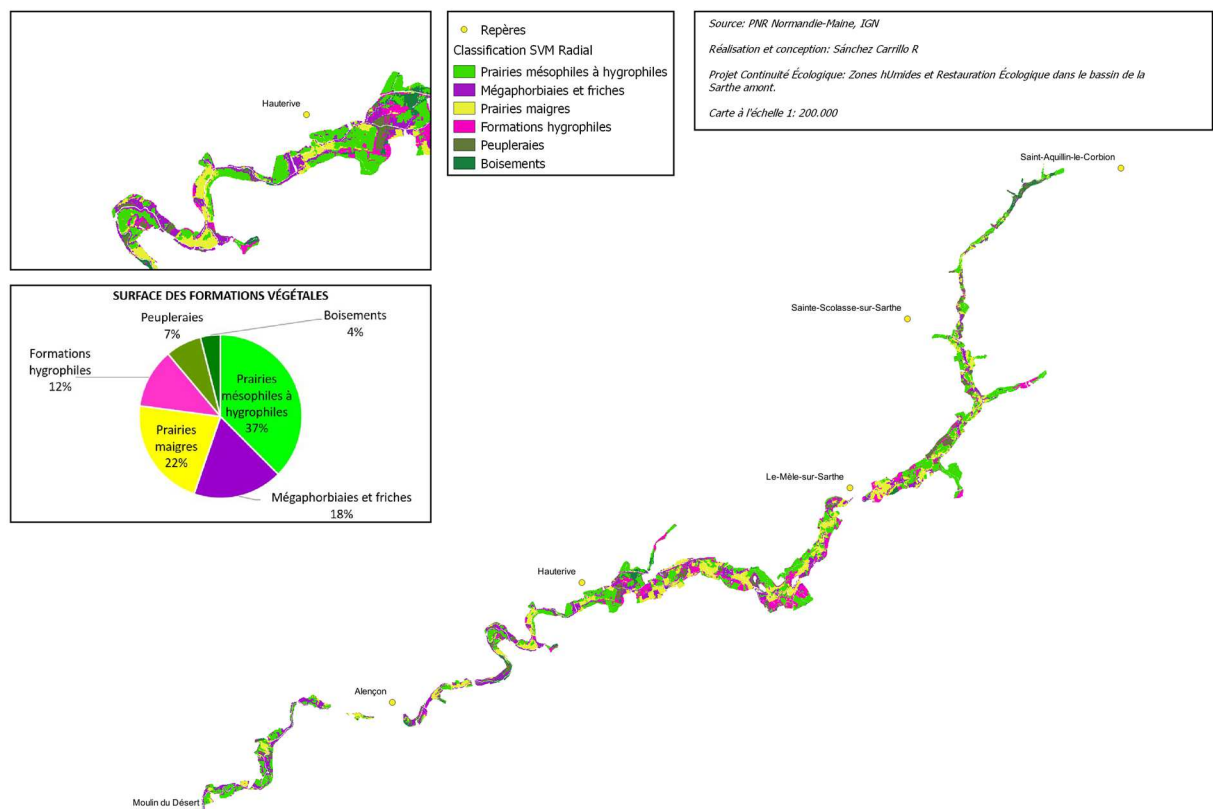 Hauterive
Repères
Classification SVM Radial
Prairies mésophiles à hygrophiles
Mégaphorbiaies et friches
Prairies maigres
Formations hygrophiles
Peupleraies
Boisements
Source: PNR Normandie-Maine, IGN
Réalisation et conception: Sánchez Carrillo R
Projet Continuité Écologique: Zones hUmides et Restauration Écologique dans le bassin de la
Sarthe amont.
Carte à l'échelle 1: 200.000
SURFACE DES FORMATIONS VÉGÉTALES
Peupleraies
7%
Boisements
4%
Formations
hygrophiles
12%
Prairies
mésophiles à
hygrophiles
37%
Prairies
maigres
22%
Mégaphorbiaies et friches
18%
Saint-Aquillin-le-Corbion
Sainte-Scolasse-sur-Sarthe
Le-Mèle-sur-Sarthe
Hauterive
Alençon
Moulin du Désert